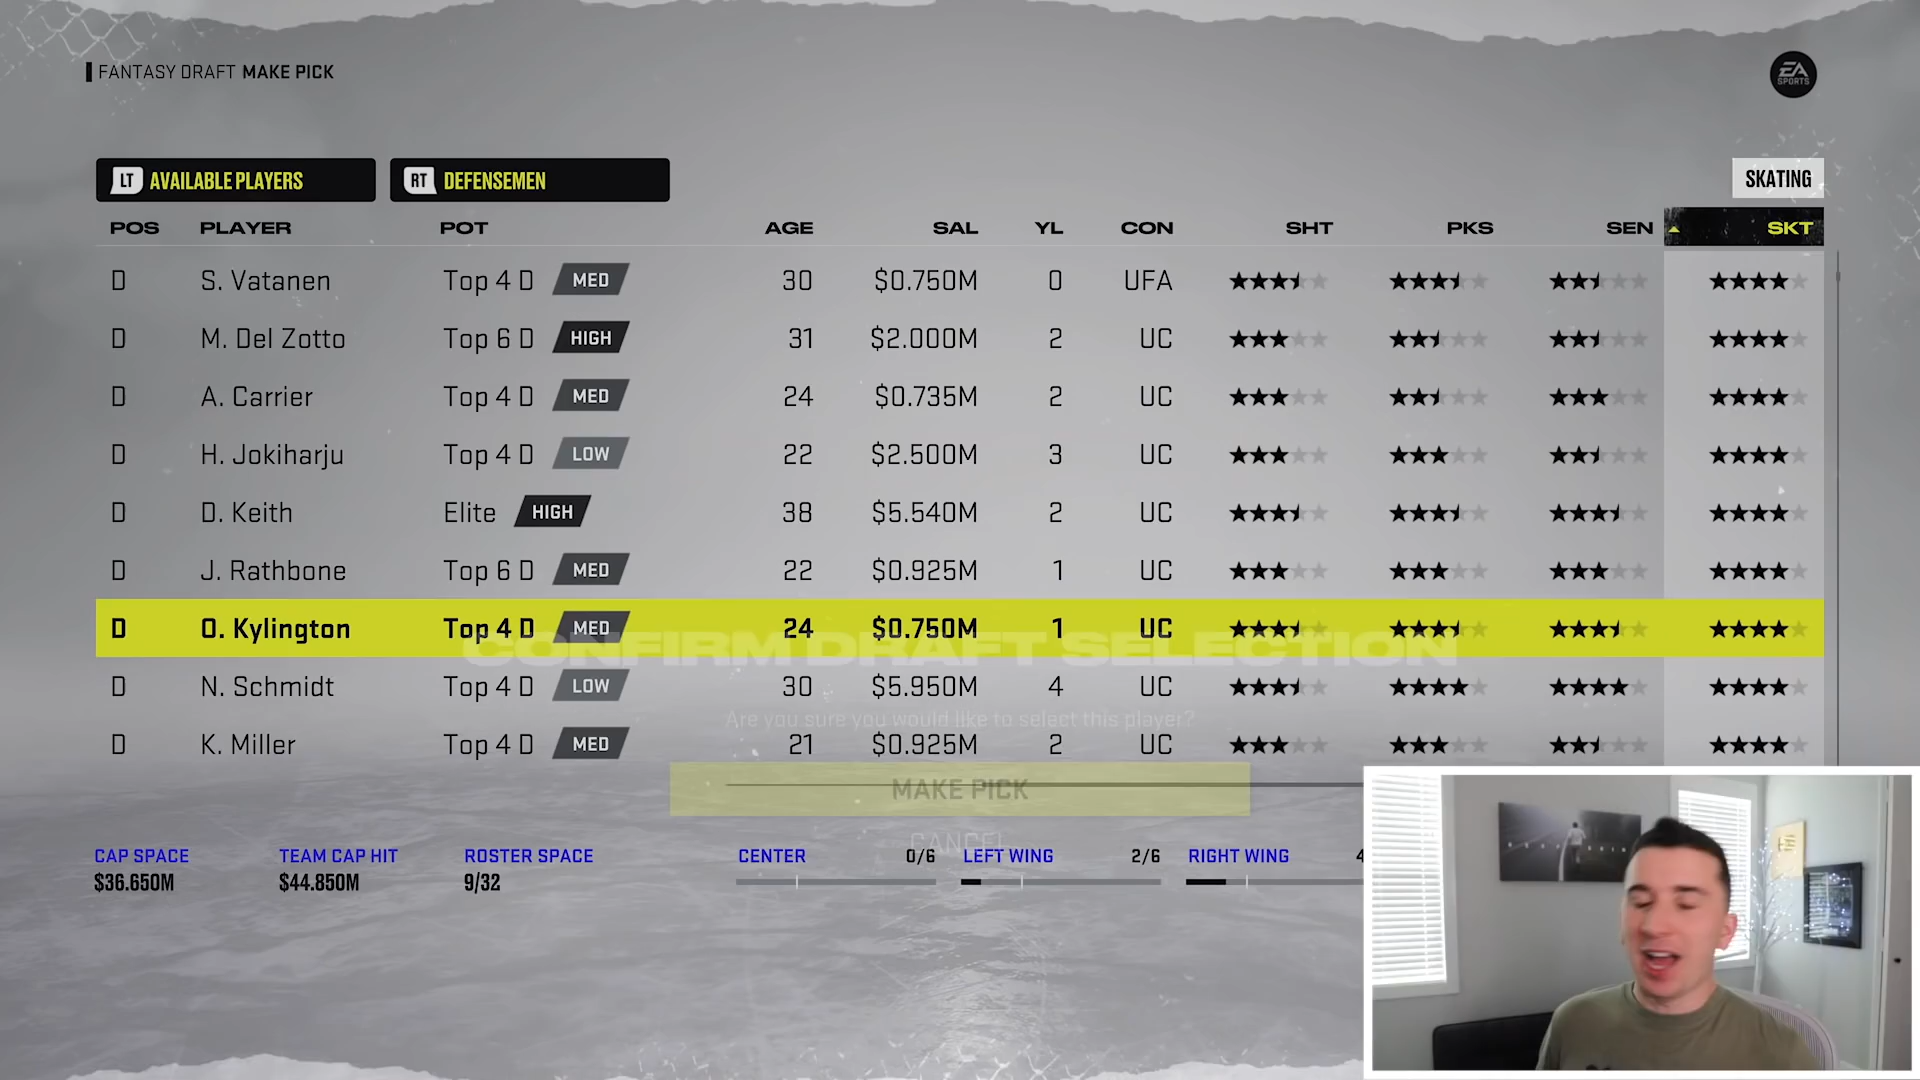 FANTASY DRAFT MAKE PICK
EA SPORTS
LT AVAILABLE PLAYERS RT DEFENSEMEN SKATING
POS PLAYER POT AGE SAL YL CON SHT PKS SEN SKT
D S. Vatanen Top 4 D MED 30 $0.750M 0 UFA
D M. Del Zotto Top 6 D HIGH 31 $2.000M 2 UC
D A. Carrier Top 4 D MED 24 $0.735M 2 UC
D H. Jokiharju Top 4 D LOW 22 $2.500M 3 UC
D D. Keith Elite HIGH 38 $5.540M 2 UC
D J. Rathbone Top 6 D MED 22 $0.925M 1 UC
D O. Kylington Top 4 D MED 24 $0.750M 1 UC
CONFIRM DRAFT SELECTION
D N. Schmidt Top 4 D LOW 30 $5.950M 4 UC
Are you sure you would like to select this player?
D K. Miller Top 4 D MED 21 $0.925M 2 UC
MAKE PICK
CANCEL
CAP SPACE TEAM CAP HIT ROSTER SPACE CENTER 0/6 LEFT WING 2/6 RIGHT WING 4
$36.650M $44.850M 9/32